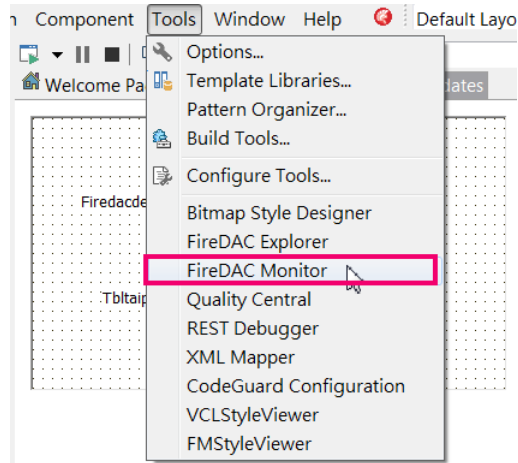 Component Tools Window Help Default Layo
Welcome Pa
dates
Options...
Template Libraries...
Pattern Organizer...
Build Tools...
Configure Tools...
Firedacde
Bitmap Style Designer
FireDAC Explorer
FireDAC Monitor
Tbltaip
Quality Central
REST Debugger
XML Mapper
CodeGuard Configuration
VCLStyleViewer
FMStyleViewer